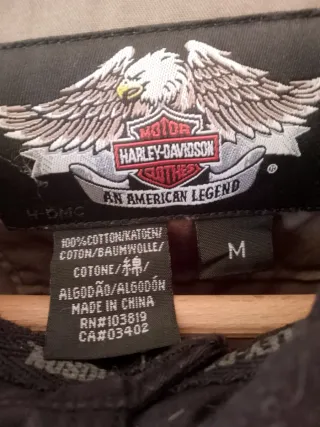 MOTOR
HARLEY-DAVIDSON
CLOTHES
®
AN AMERICAN LEGEND
100%COTTON/KATOEN/
COTON/BAUMWOLLE/
COTONE/綿/
ALGODÃO/ALGODÓN
MADE IN CHINA
RN#103819
CA#03402
M